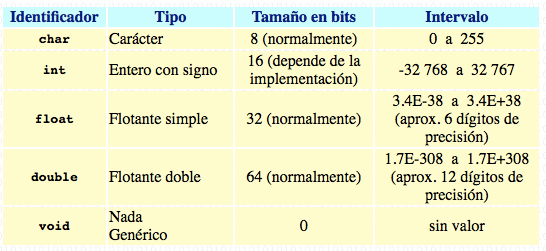 Identificador Tipo Tamaño en bits Intervalo
char Carácter 8 (normalmente) 0 a 255
int Entero con signo 16 (depende de la implementación) -32 768 a 32 767
float Flotante simple 32 (normalmente) 3.4E-38 a 3.4E+38 (aprox. 6 dígitos de precisión)
double Flotante doble 64 (normalmente) 1.7E-308 a 1.7E+308 (aprox. 12 dígitos de precisión)
void Nada Genérico 0 sin valor